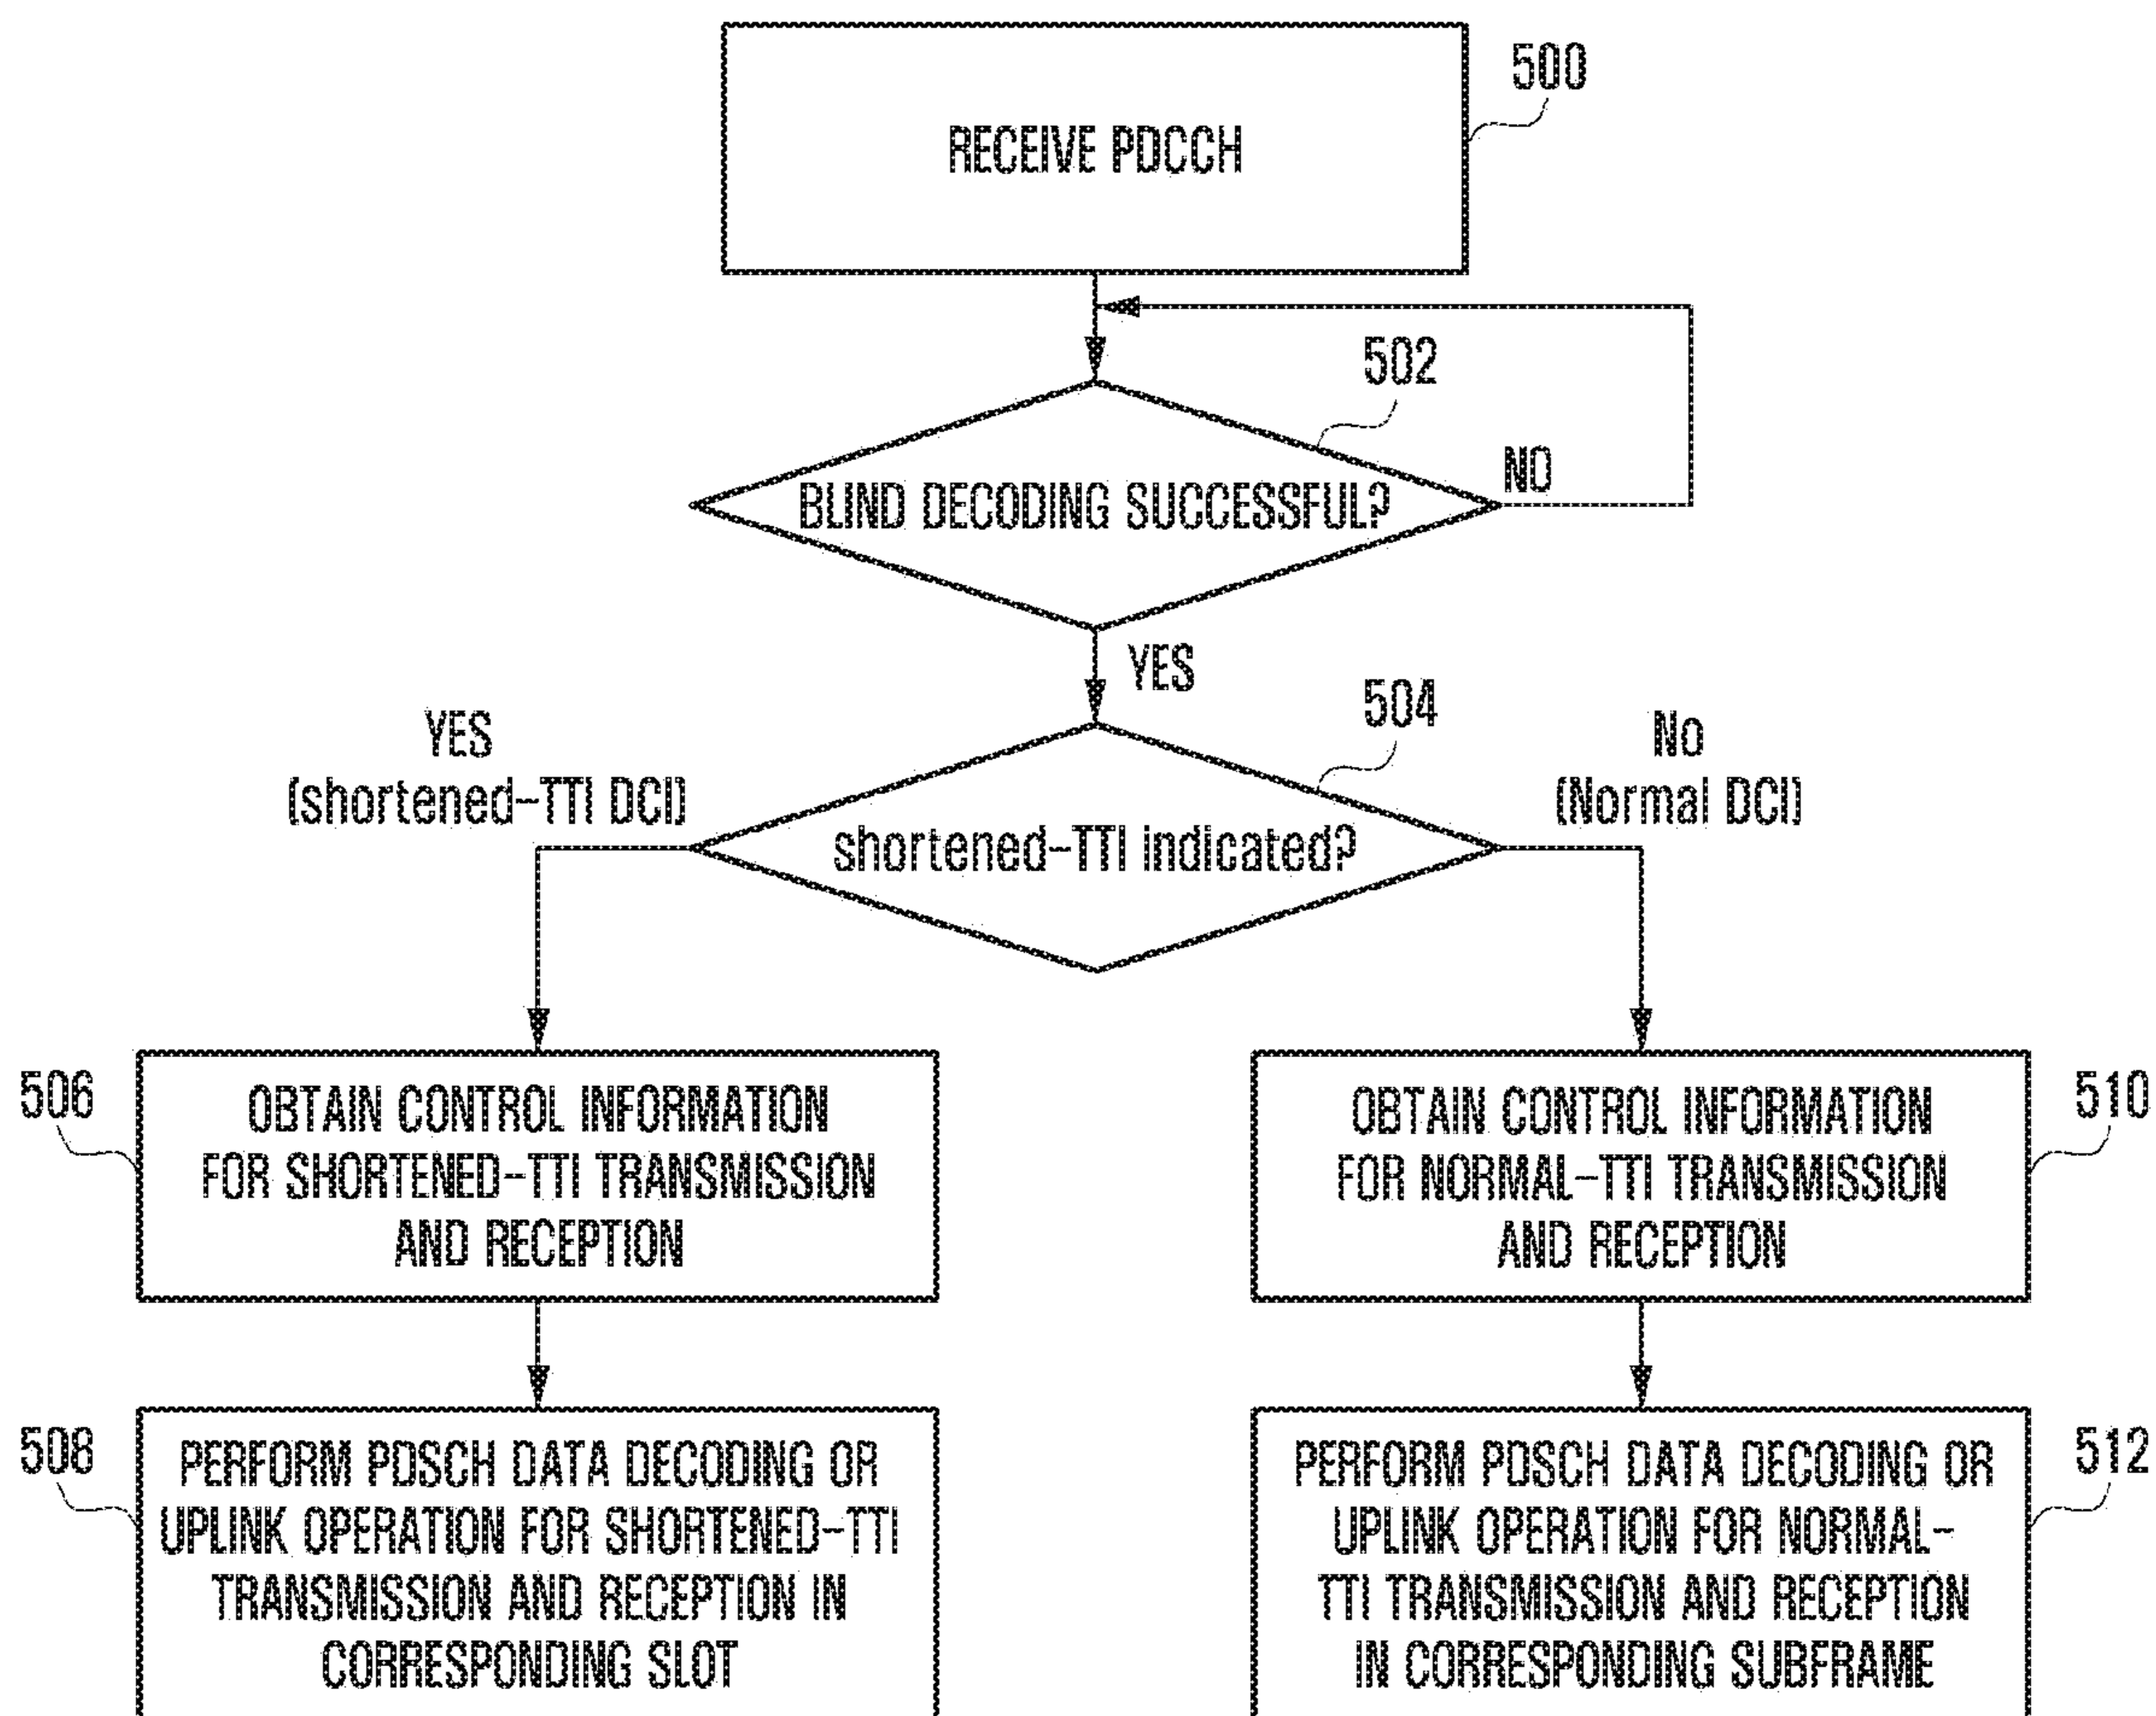 500
RECEIVE PDCCH
502
NO
BLIND DECODING SUCCESSFUL?
YES
504
YES
(shortened-TTI DCI)
No
(Normal DCI)
shortened-TTI indicated?
506
OBTAIN CONTROL INFORMATION
FOR SHORTENED-TTI TRANSMISSION
AND RECEPTION
510
OBTAIN CONTROL INFORMATION
FOR NORMAL-TTI TRANSMISSION
AND RECEPTION
508
PERFORM PDSCH DATA DECODING OR
UPLINK OPERATION FOR SHORTENED-TTI
TRANSMISSION AND RECEPTION IN
CORRESPONDING SLOT
512
PERFORM PDSCH DATA DECODING OR
UPLINK OPERATION FOR NORMAL-
TTI TRANSMISSION AND RECEPTION
IN CORRESPONDING SUBFRAME